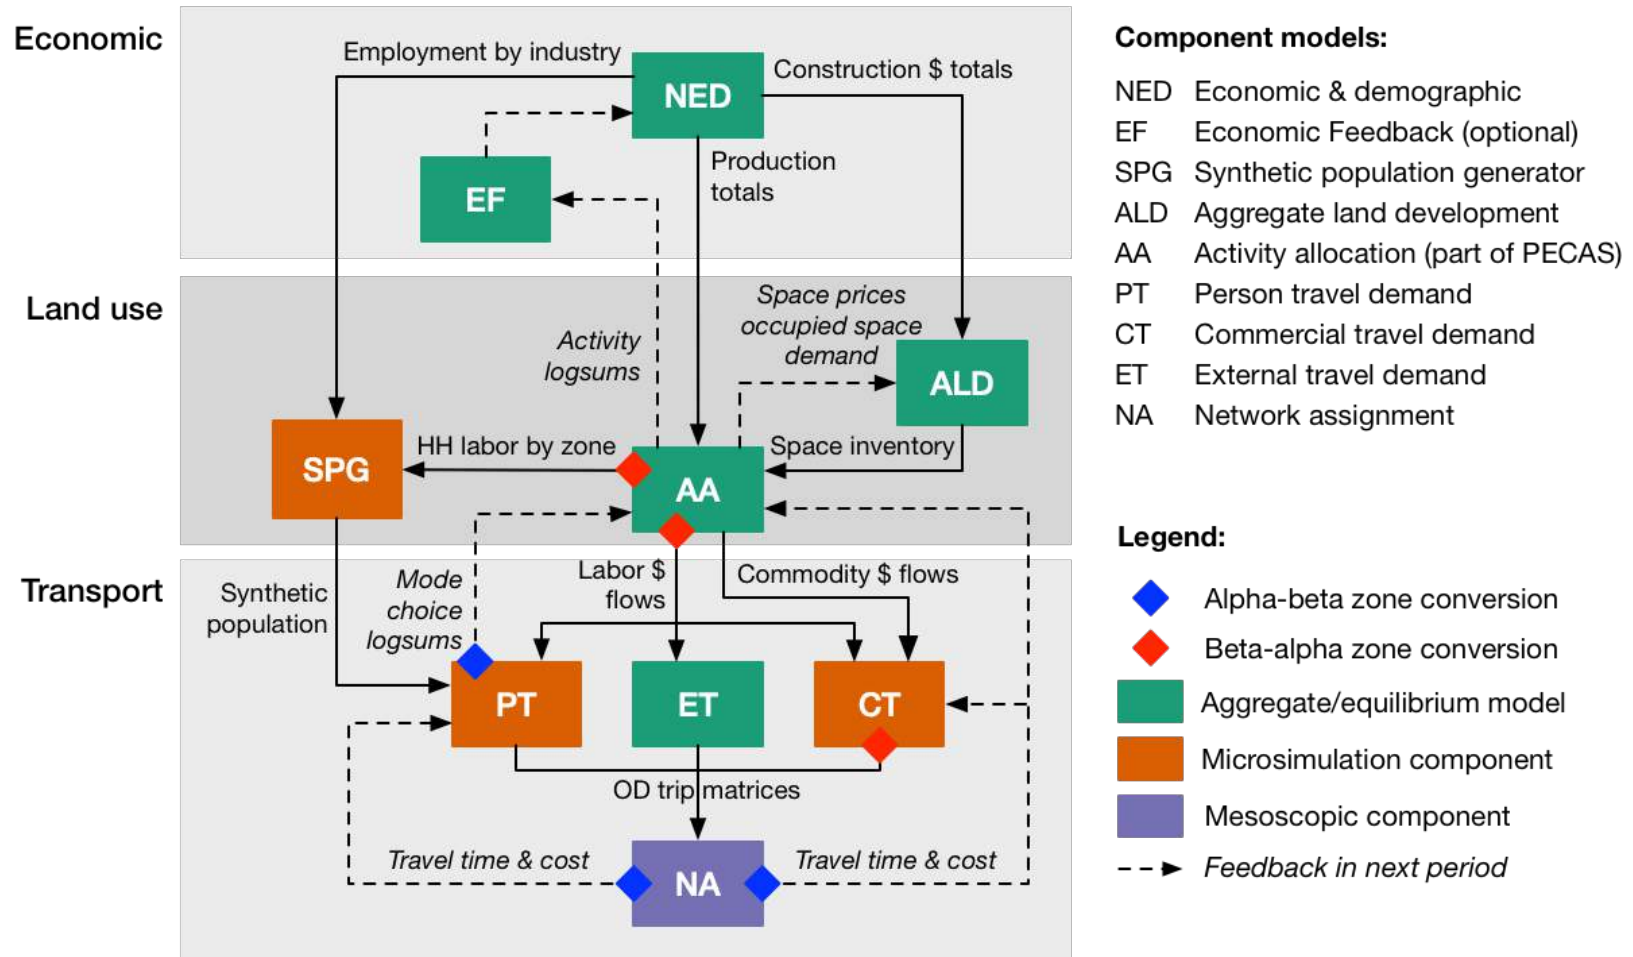 Economic
Employment by industry
NED
Construction $ totals
Production
totals
EF
Land use
Space prices
occupied space
demand
Activity
logsums
ALD
SPG
HH labor by zone
Space inventory
AA
Transport
Synthetic
population
Mode
choice
logsums
Labor $
flows
Commodity $ flows
PT
ET
CT
OD trip matrices
Travel time & cost
NA
Travel time & cost
Component models:
NED Economic & demographic
EF Economic Feedback (optional)
SPG Synthetic population generator
ALD Aggregate land development
AA Activity allocation (part of PECAS)
PT Person travel demand
CT Commercial travel demand
ET External travel demand
NA Network assignment
Legend:
Alpha-beta zone conversion
Beta-alpha zone conversion
Aggregate/equilibrium model
Microsimulation component
Mesoscopic component
Feedback in next period